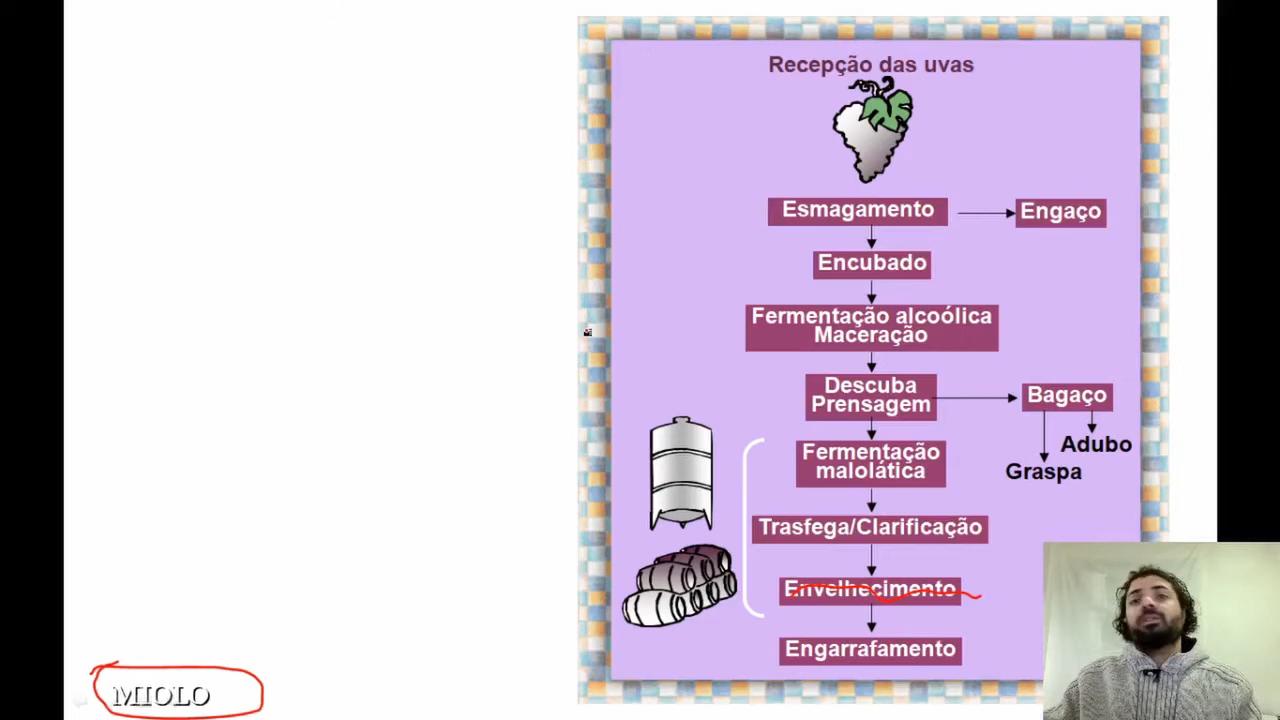 Recepção das uvas
Esmagamento
Engaço
Encubado
Fermentação alcoólica
Maceração
Descuba
Prensagem
Bagaço
Adubo
Graspa
Fermentação
malolática
Trasfega/Clarificação
Envelhecimento
Engarrafamento
MIOLO